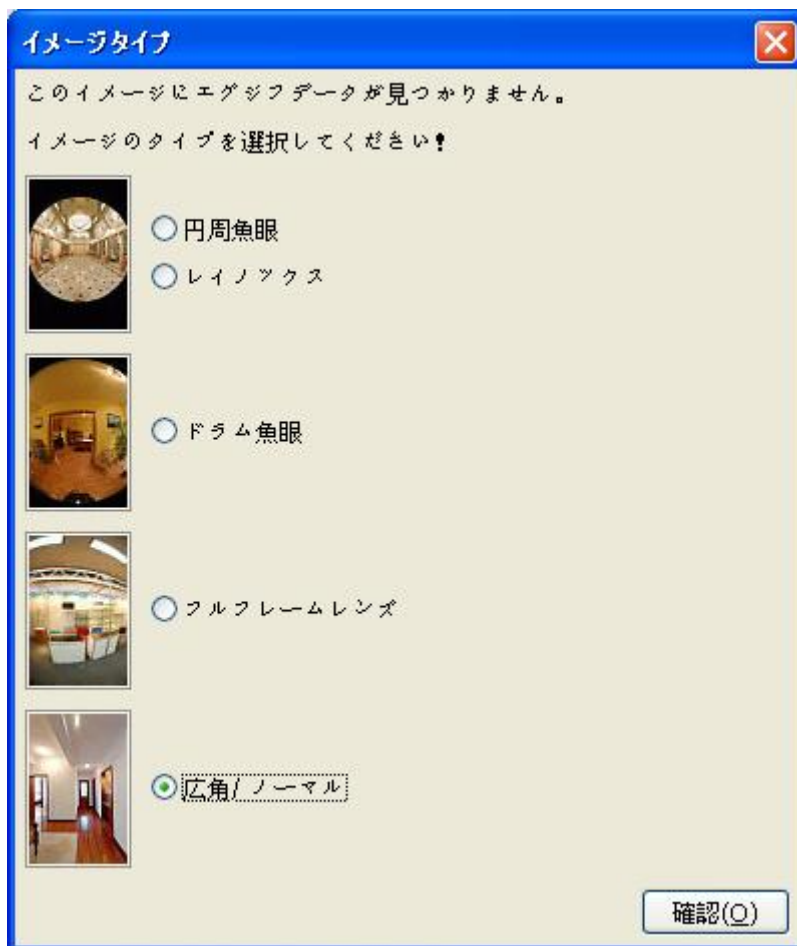 イメージタイプ
このイメージにエグジフデータが見つかりません。
イメージのタイプを選択してください!
円周魚眼
レイノックス
ドラム魚眼
フルフレームレンズ
広角/ノーマル
確認(O)